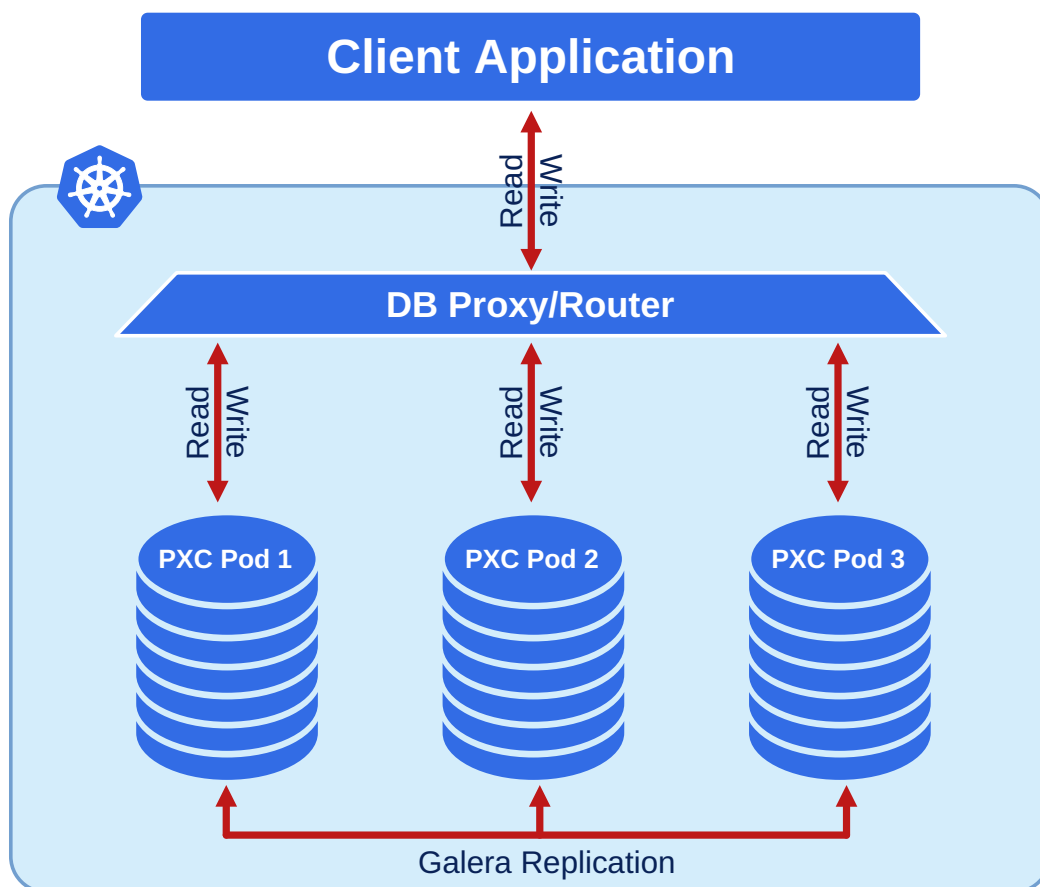 Client Application
Read
Write
DB Proxy/Router
Read
Write
Read
Write
Read
Write
PXC Pod 1
PXC Pod 2
PXC Pod 3
Galera Replication